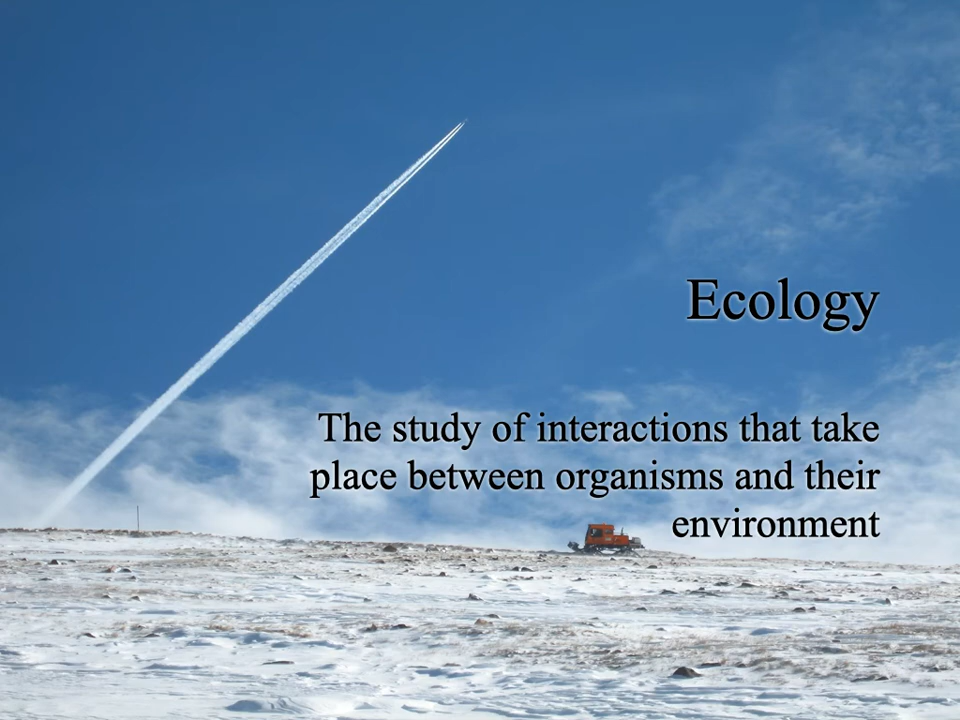 Ecology
The study of interactions that take
place between organisms and their
environment